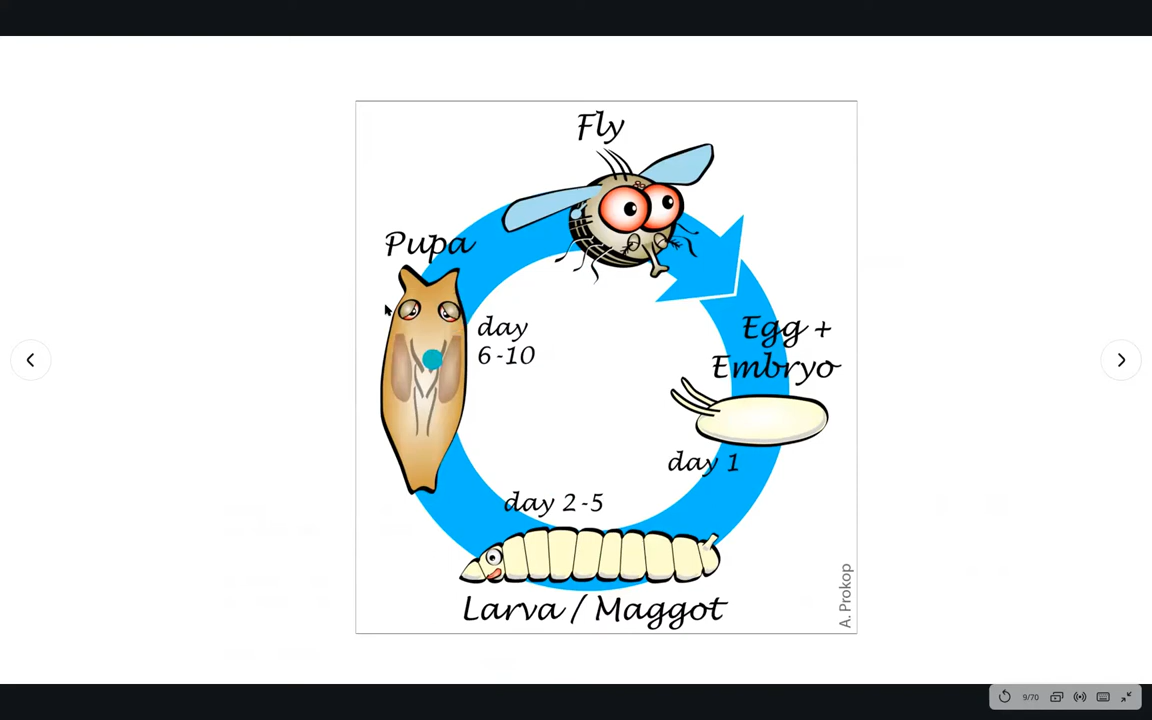 Fly
Pupa
day
6-10
Egg +
Embryo
day 1
day 2-5
Larva / Maggot
A. Prokop
9/70